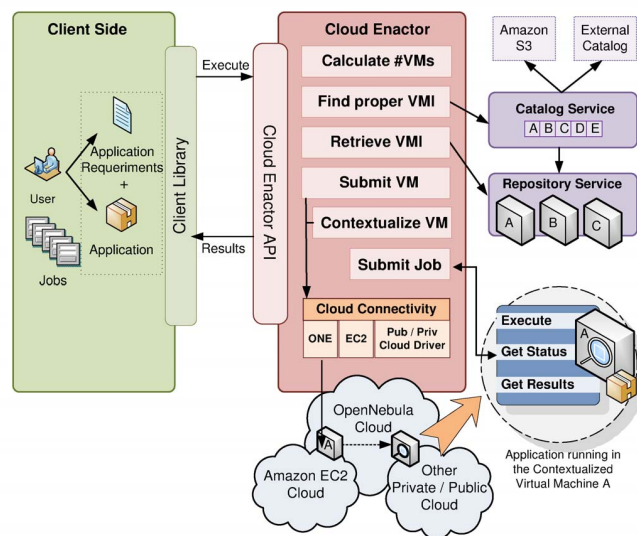 Client Side
User
Application
Requeriments
+
Application
Jobs
Client Library
Execute
Results
Cloud Enactor API
Cloud Enactor
Calculate #VMs
Find proper VMI
Retrieve VMI
Submit VM
Contextualize VM
Submit Job
Cloud Connectivity
ONE
EC2
Pub / Priv
Cloud Driver
Amazon
S3
External
Catalog
Catalog Service
A B C D E
Repository Service
A
B
C
Execute
Get Status
Get Results
A
Application running in
the Contextualized
Virtual Machine A
OpenNebula
Cloud
A
Amazon EC2
Cloud
Other
Private / Public
Cloud